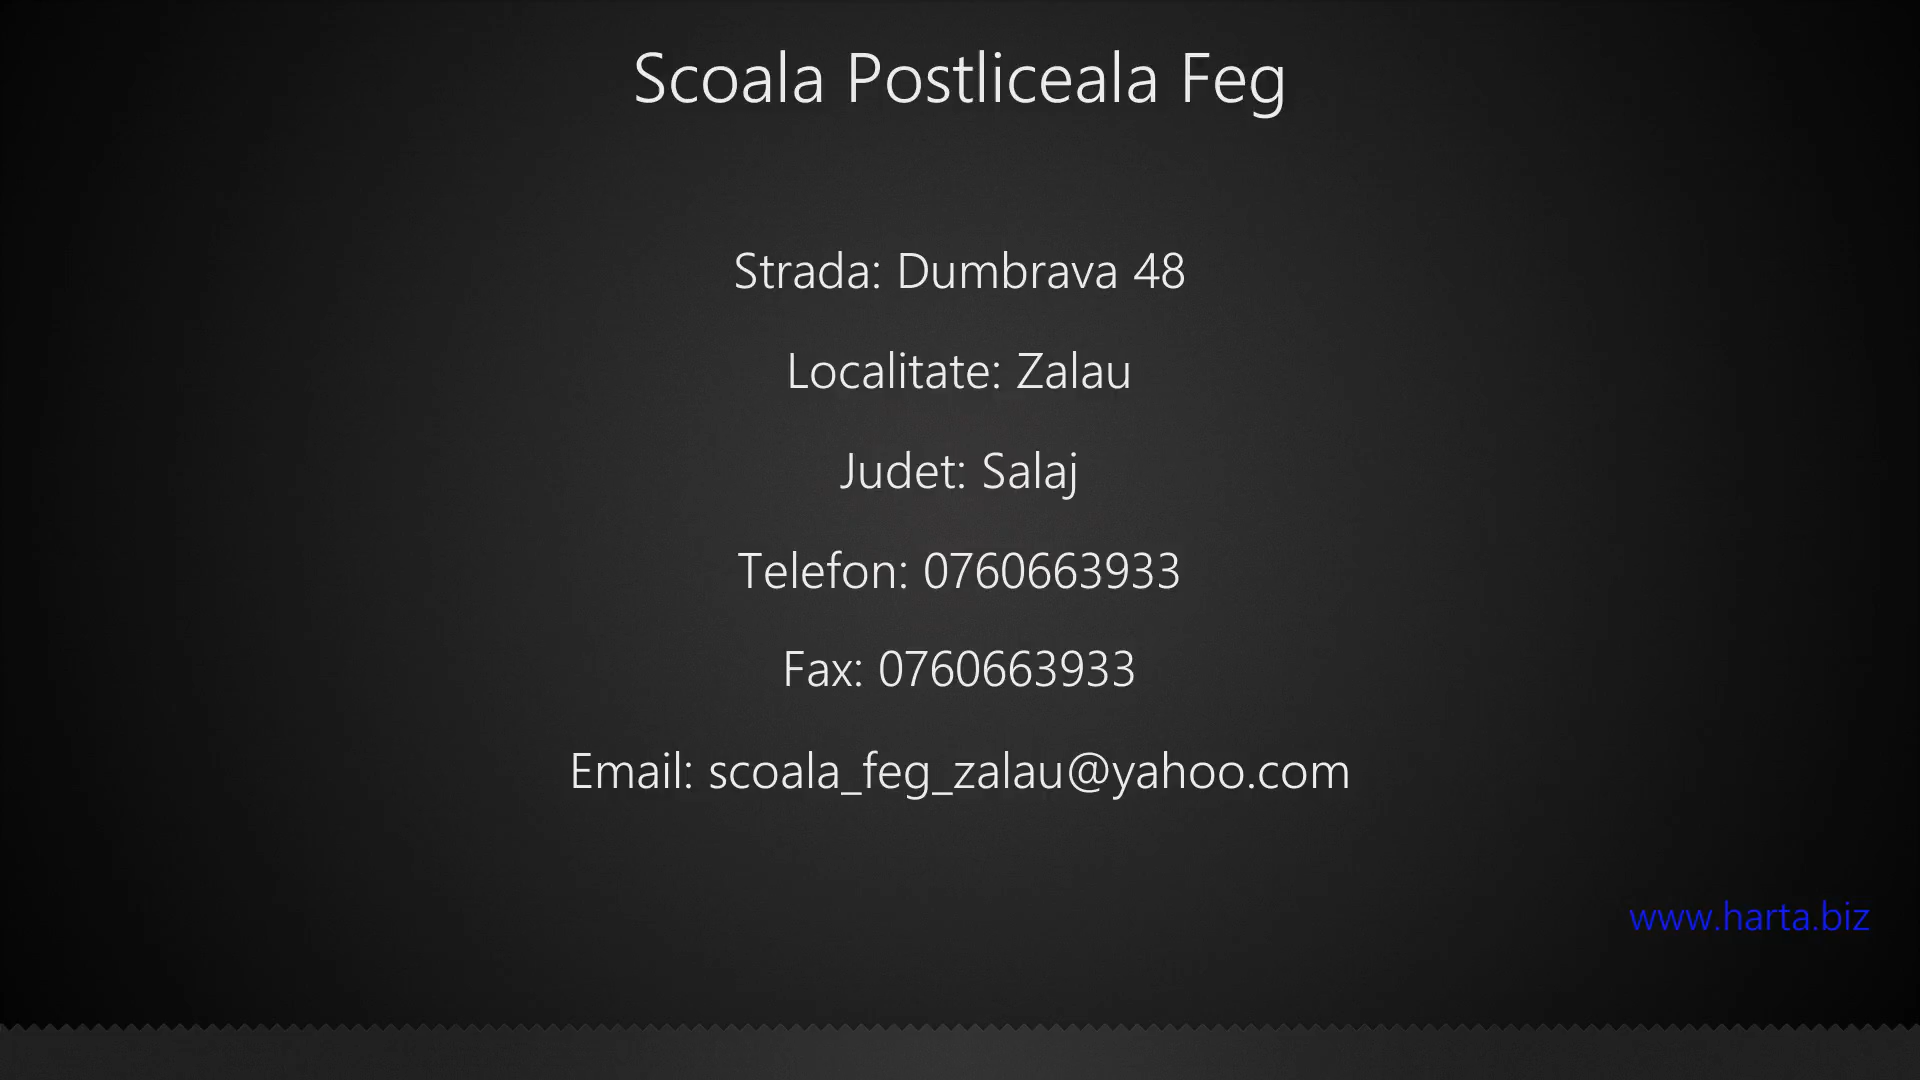 Scoala Postliceala Feg
Strada: Dumbrava 48
Localitate: Zalau
Judet: Salaj
Telefon: 0760663933
Fax: 0760663933
Email: scoala_feg_zalau@yahoo.com
www.harta.biz